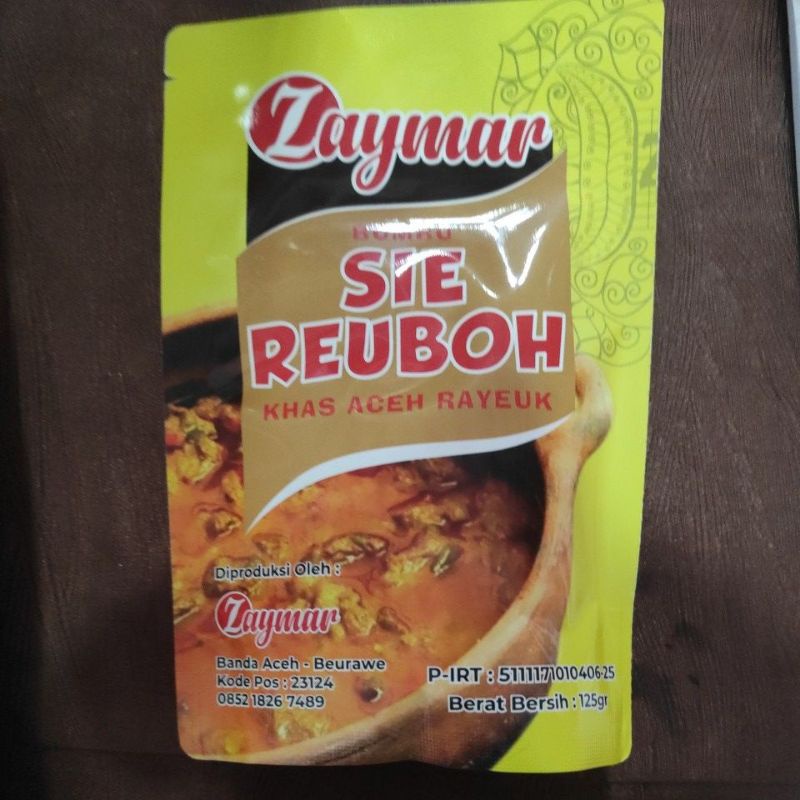 Zaymar
BUMBU
SIE
REUBOH
KHAS ACEH RAYEUK
Diproduksi Oleh :
Zaymar
Banda Aceh - Beurawe
Kode Pos : 23124
0852 1826 7489
P-IRT : 5111171010406-25
Berat Bersih : 125gr